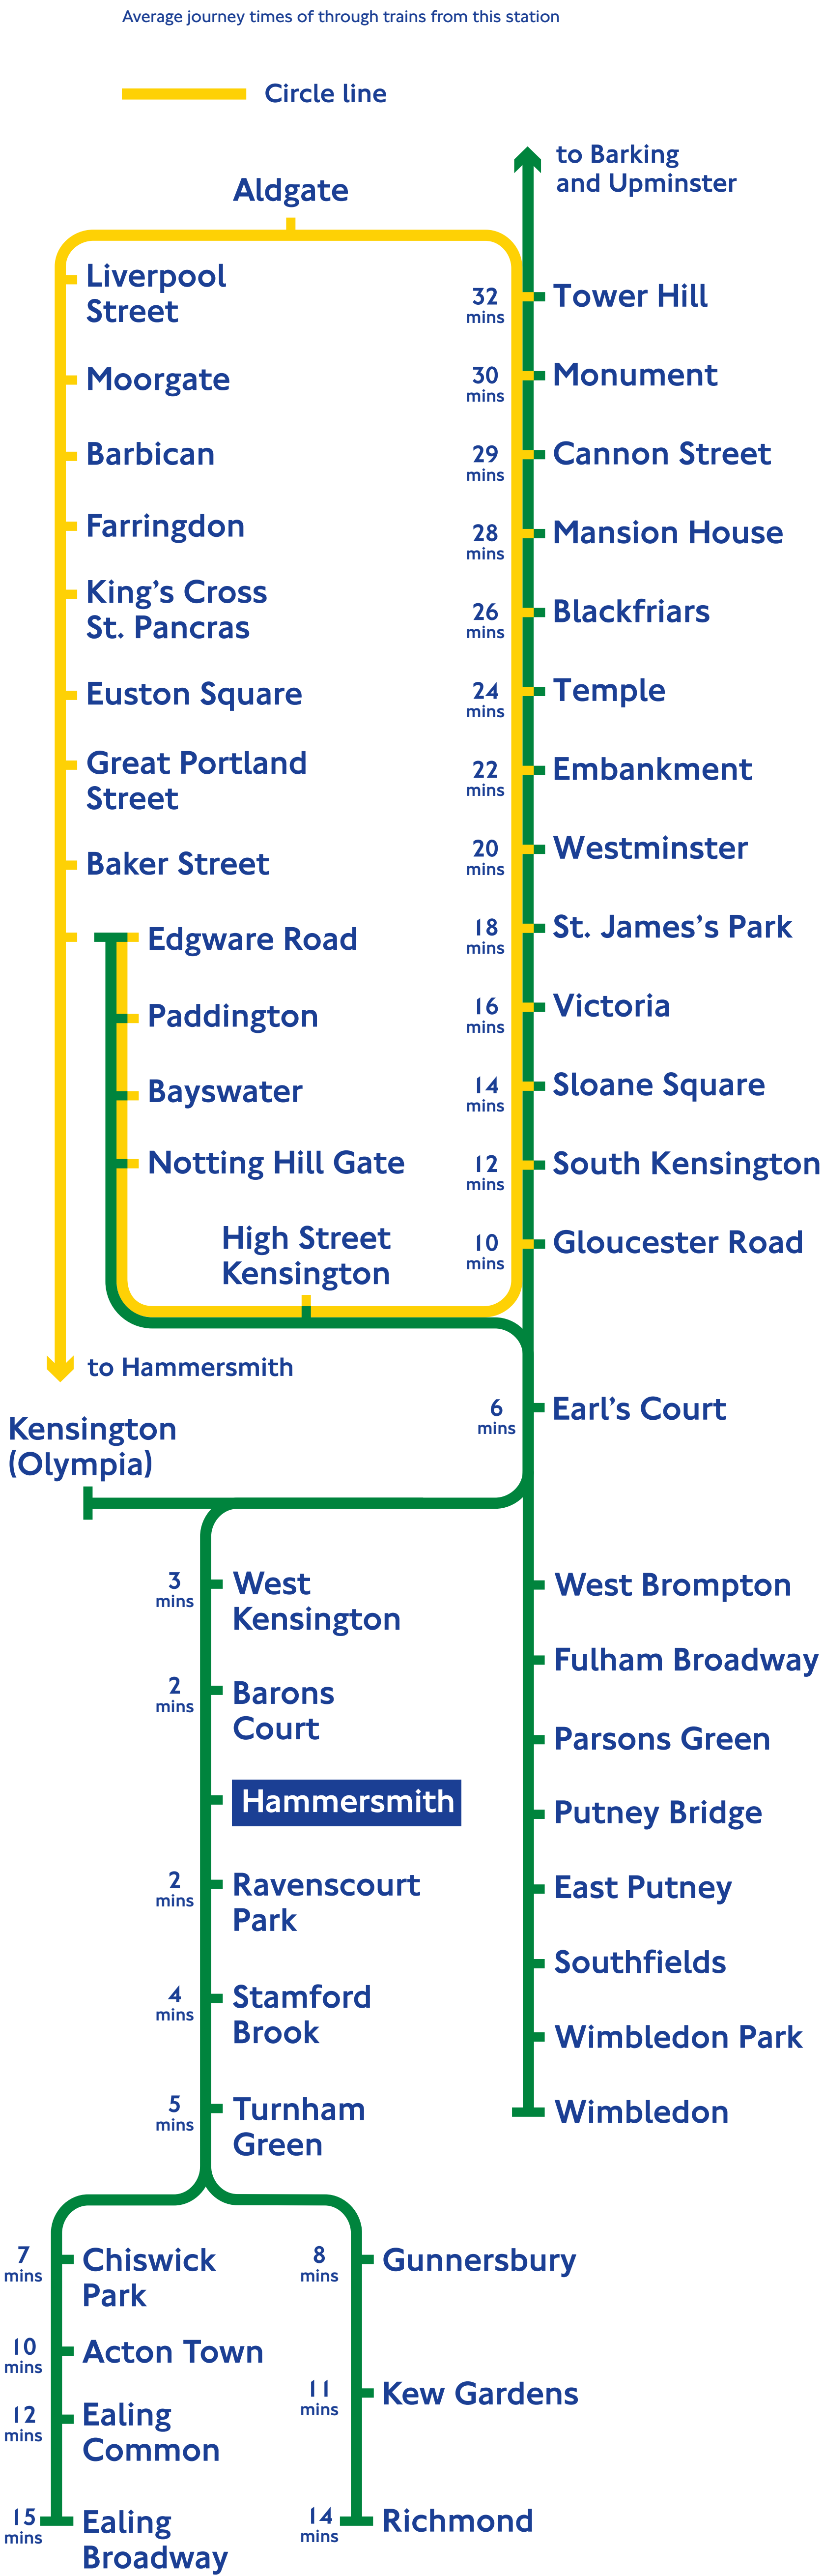 Average journey times of through trains from this station
Circle line
to Barking
and Upminster
Aldgate
Liverpool
Street
Moorgate
Barbican
Farringdon
King's Cross
St. Pancras
Euston Square
Great Portland
Street
Baker Street
Edgware Road
Paddington
Bayswater
Notting Hill Gate
High Street
Kensington
to Hammersmith
32
mins
Tower Hill
30
mins
Monument
29
mins
Cannon Street
28
mins
Mansion House
26
mins
Blackfriars
24
mins
Temple
22
mins
Embankment
20
mins
Westminster
18
mins
St. James's Park
16
mins
Victoria
14
mins
Sloane Square
12
mins
South Kensington
10
mins
Gloucester Road
6
mins
Earl's Court
Kensington
(Olympia)
3
mins
West
Kensington
2
mins
Barons
Court
Hammersmith
2
mins
Ravenscourt
Park
4
mins
Stamford
Brook
5
mins
Turnham
Green
West Brompton
Fulham Broadway
Parsons Green
Putney Bridge
East Putney
Southfields
Wimbledon Park
Wimbledon
7
mins
Chiswick
Park
10
mins
Acton Town
12
mins
Ealing
Common
15
mins
Ealing
Broadway
8
mins
Gunnersbury
11
mins
Kew Gardens
14
mins
Richmond